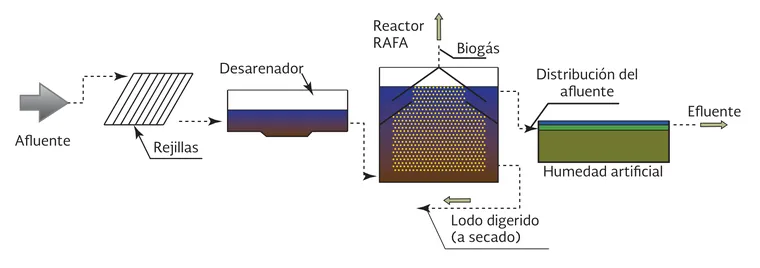 Afluente
Rejillas
Desarenador
Reactor
RAFA
Biogás
Distribución del
afluente
Efluente
Humedad artificial
Lodo digerido
(a secado)